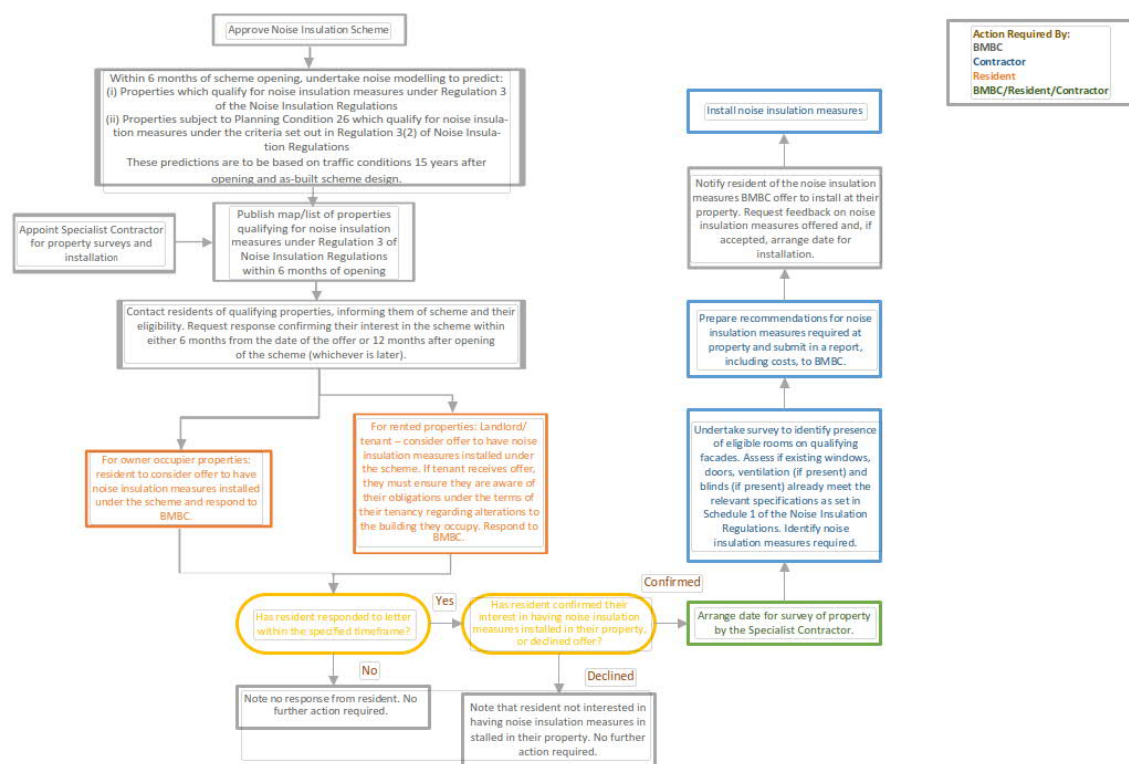 Approve Noise Insulation Scheme
Within 6 months of scheme opening, undertake noise modelling to predict:
(i) Properties which qualify for noise insulation measures under Regulation 3
of the Noise Insulation Regulations
(ii) Properties subject to Planning Condition 26 which qualify for noise insula-
tion measures under the criteria set out in Regulation 3(2) of Noise Insula-
tion Regulations
These predictions are to be based on traffic conditions 15 years after
opening and as-built scheme design.
Appoint Specialist Contractor
for property surveys and
installation
Publish map/list of properties
qualifying for noise insulation
measures under Regulation 3 of
Noise Insulation Regulations
within 6 months of opening
Contact residents of qualifying properties, informing them of scheme and their
eligibility. Request response confirming their interest in the scheme within
either 6 months from the date of the offer or 12 months after opening
of the scheme (whichever is later).
For owner occupier properties:
resident to consider offer to have
noise insulation measures installed
under the scheme and respond to
BMBC.
For rented properties: Landlord/
tenant – consider offer to have noise
insulation measures installed under
the scheme. If tenant receives offer,
they must ensure they are aware of
their obligations under the terms of
their tenancy regarding alterations to
the building they occupy. Respond to
BMBC.
Has resident responded to letter
within the specified timeframe?
Yes
No
Note no response from resident. No
further action required.
Has resident confirmed their
interest in having noise insulation
measures installed in their property,
or declined offer?
Confirmed
Declined
Note that resident not interested in
having noise insulation measures in
stalled in their property. No further
action required.
Arrange date for survey of property
by the Specialist Contractor.
Undertake survey to identify presence
of eligible rooms on qualifying
facades. Assess if existing windows,
doors, ventilation (if present) and
blinds (if present) already meet the
relevant specifications as set in
Schedule 1 of the Noise Insulation
Regulations. Identify noise
insulation measures required.
Prepare recommendations for noise
insulation measures required at
property and submit in a report,
including costs, to BMBC.
Notify resident of the noise insulation
measures BMBC offer to install at their
property. Request feedback on noise
insulation measures offered and, if
accepted, arrange date for
installation.
Install noise insulation measures
Action Required By:
BMBC
Contractor
Resident
BMBC/Resident/Contractor